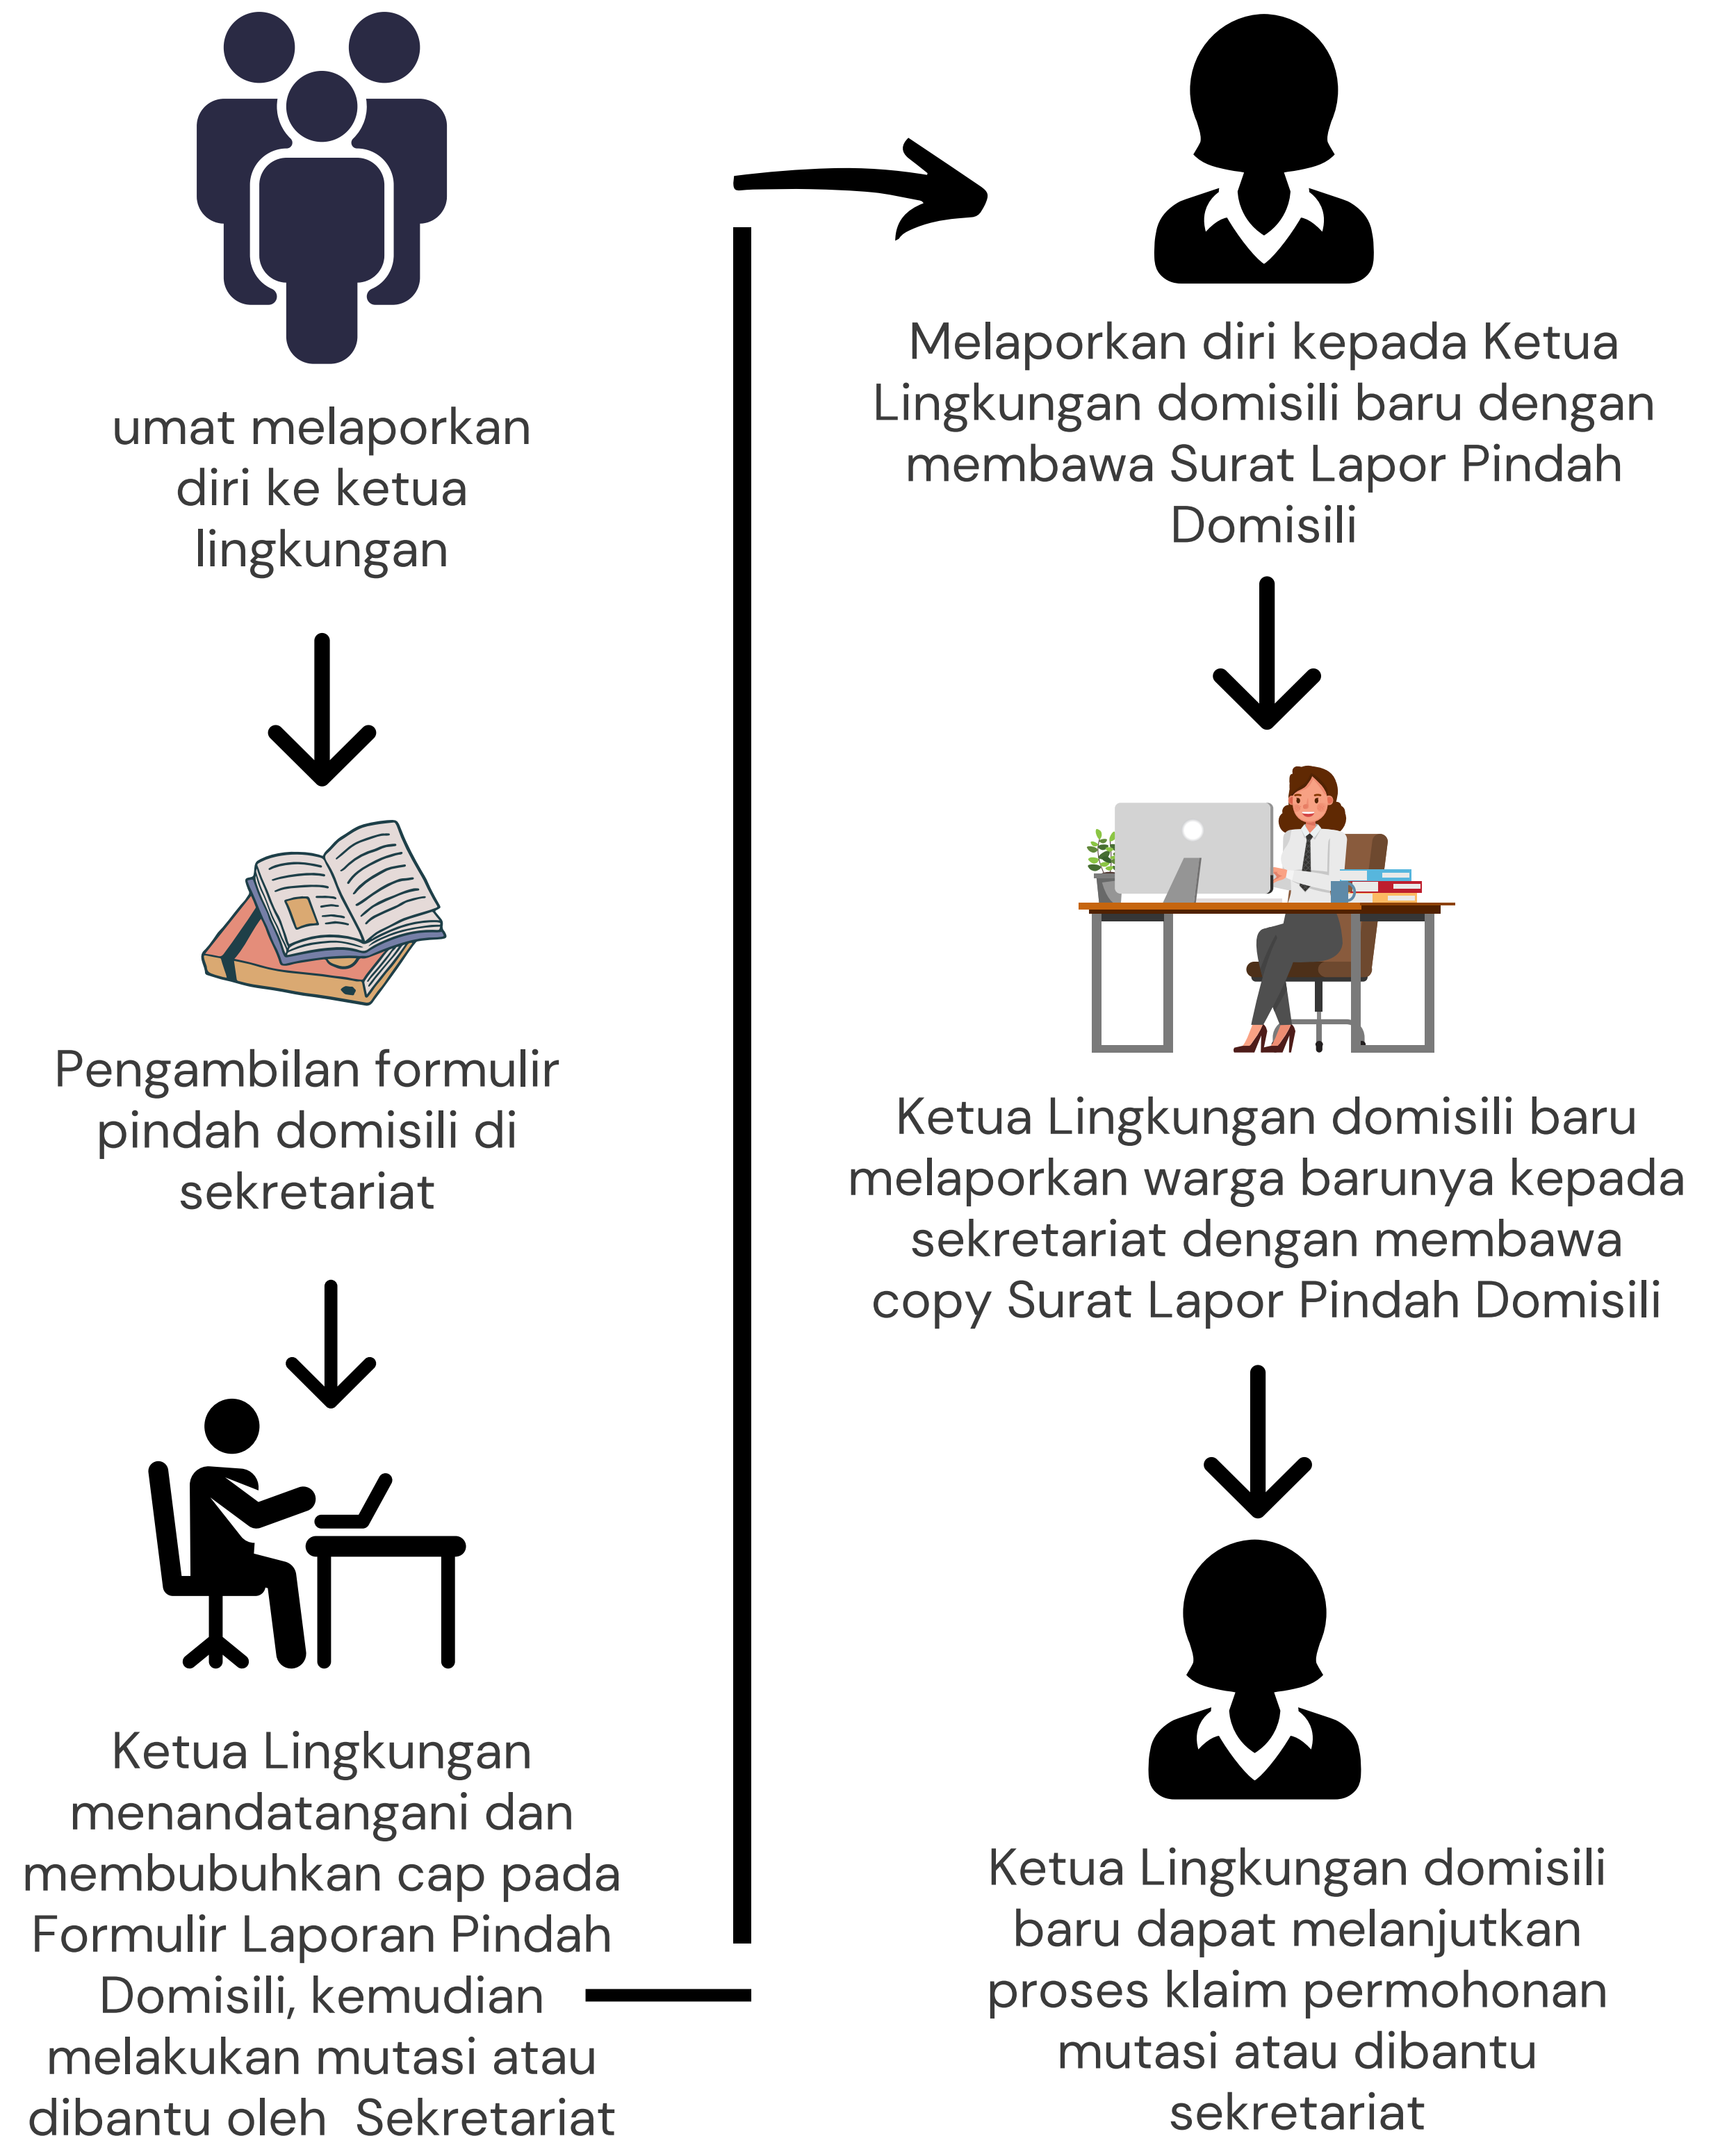 umat melaporkan
diri ke ketua
lingkungan
Pengambilan formulir
pindah domisili di
sekretariat
Ketua Lingkungan
menandatangani dan
membubuhkan cap pada
Formulir Laporan Pindah
Domisili, kemudian
melakukan mutasi atau
dibantu oleh  Sekretariat
Melaporkan diri kepada Ketua
Lingkungan domisili baru dengan
membawa Surat Lapor Pindah
Domisili
Ketua Lingkungan domisili baru
melaporkan warga barunya kepada
sekretariat dengan membawa
copy Surat Lapor Pindah Domisili
Ketua Lingkungan domisili
baru dapat melanjutkan
proses klaim permohonan
mutasi atau dibantu
sekretariat